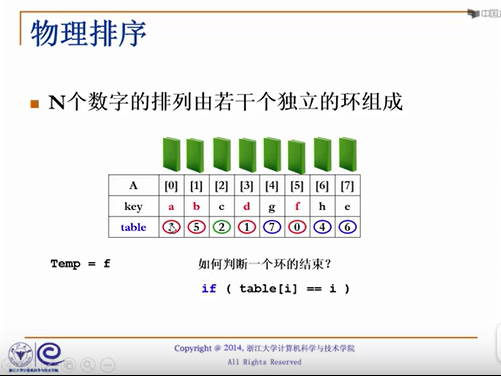 中国大
物理排序
N个数字的排列由若干个独立的环组成
A [0] [1] [2] [3] [4] [5] [6] [7]
key a b c d g f h e
table 5 2 1 7 0 4 6
Temp = f 如何判断一个环的结束?
if ( table[i] == i )
Copyright @ 2014, 浙江大学计算机科学与技术学院
All Rights Reserved